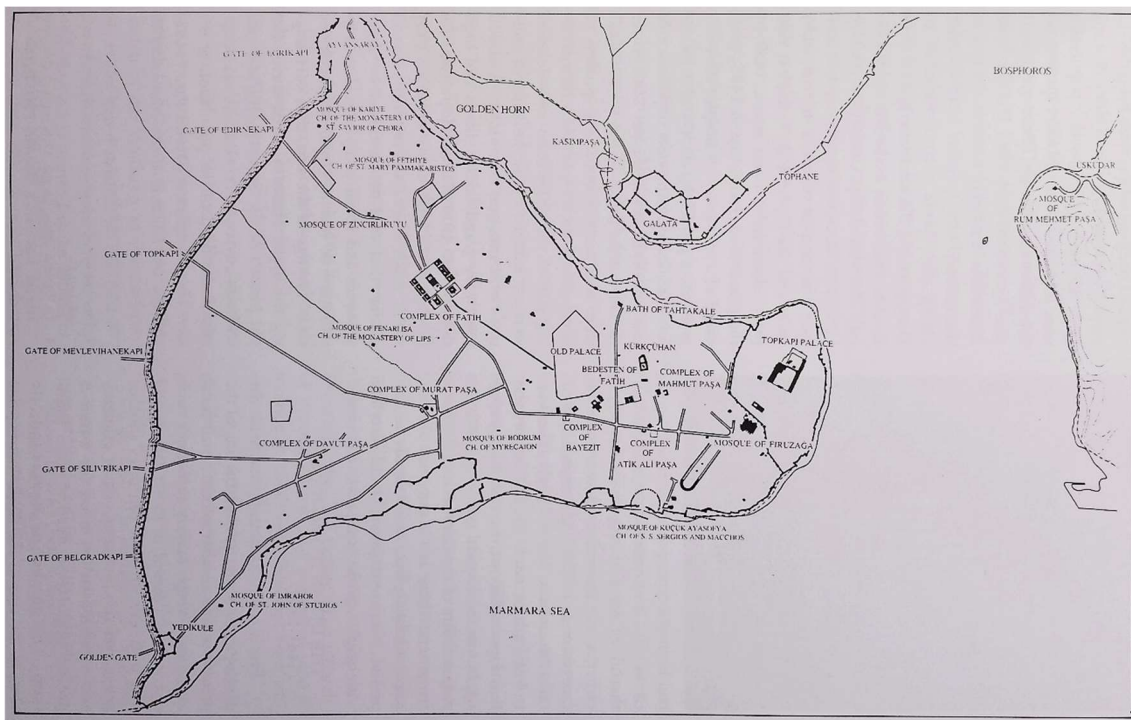 GATE OF EGRIKAPI
AYVANSARAY
BOSPHOROS
GOLDEN HORN
MOSQUE OF KARIYE
CH. OF THE MONASTERY OF
ST. SAVIOR OF CHORA
GATE OF EDIRNEKAPI
KASIMPAŞA
MOSQUE OF FETHIYE
CH. OF ST. MARY PAMMAKARISTOS
TOPHANE
USKUDAR
MOSQUE
OF
RUM MEHMET PAŞA
MOSQUE OF ZINCIRLIKUYU
GALATA
GATE OF TOPKAPI
COMPLEX OF FATIH
BATH OF TAHTAKALE
MOSQUE OF FENARI ISA
CH. OF THE MONASTERY OF LIPS
TOPKAPI PALACE
GATE OF MEVLEVIHANEKAPI
OLD PALACE
KÜRKÇÜHAN
BEDESTEN OF
FATIH
COMPLEX OF
MAHMUT PAŞA
COMPLEX OF MURAT PAŞA
COMPLEX OF DAVUT PAŞA
MOSQUE OF BODRUM
CH. OF MYRECAION
COMPLEX
OF
BAYEZIT
COMPLEX
OF
ATIK ALI PAŞA
MOSQUE OF FIRUZAGA
GATE OF SILIVRIKAPI
MOSQUE OF KUÇUK AYASOFYA
CH. OF S. S. SERGIOS AND MACCHOS
GATE OF BELGRADKAPI
MOSQUE OF IMRAHOR
CH. OF ST. JOHN OF STUDIOS
MARMARA SEA
YEDIKULE
GOLDEN GATE